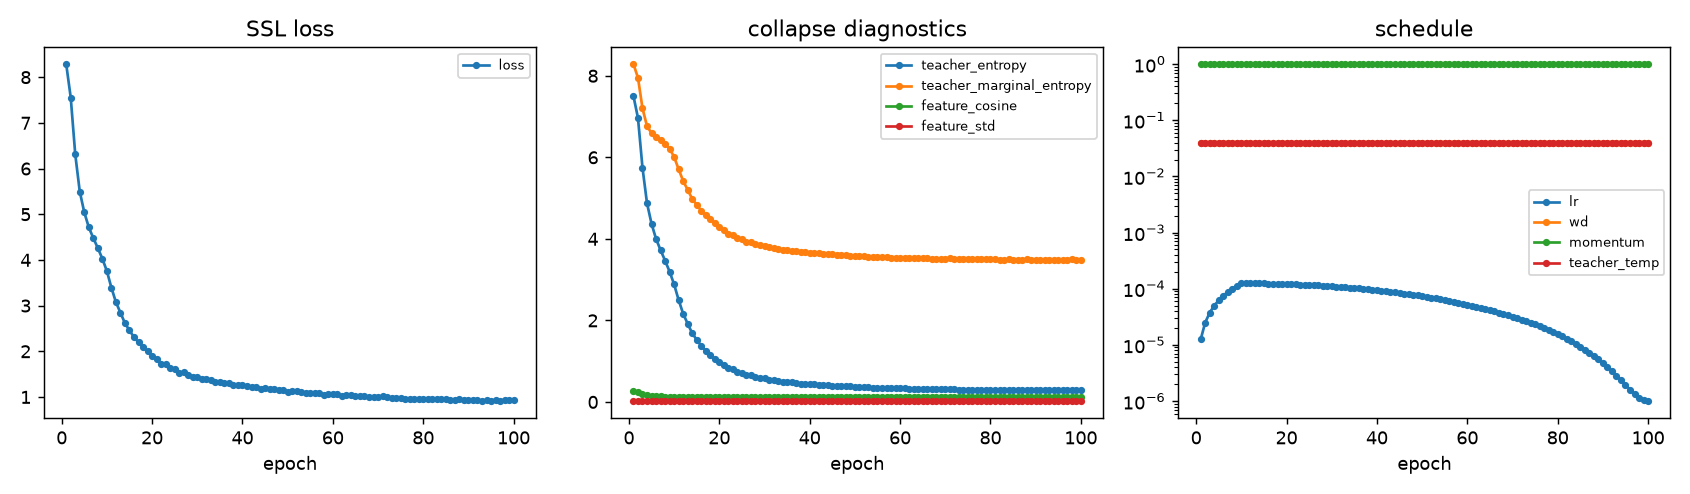 SSL loss
loss
8
7
6
5
4
3
2
1
0 20 40 60 80 100
epoch
collapse diagnostics
teacher_entropy
teacher_marginal_entropy
feature_cosine
feature_std
8
6
4
2
0
0 20 40 60 80 100
epoch
schedule
10⁰
10⁻¹
10⁻²
10⁻³
10⁻⁴
10⁻⁵
10⁻⁶
lr
wd
momentum
teacher_temp
0 20 40 60 80 100
epoch